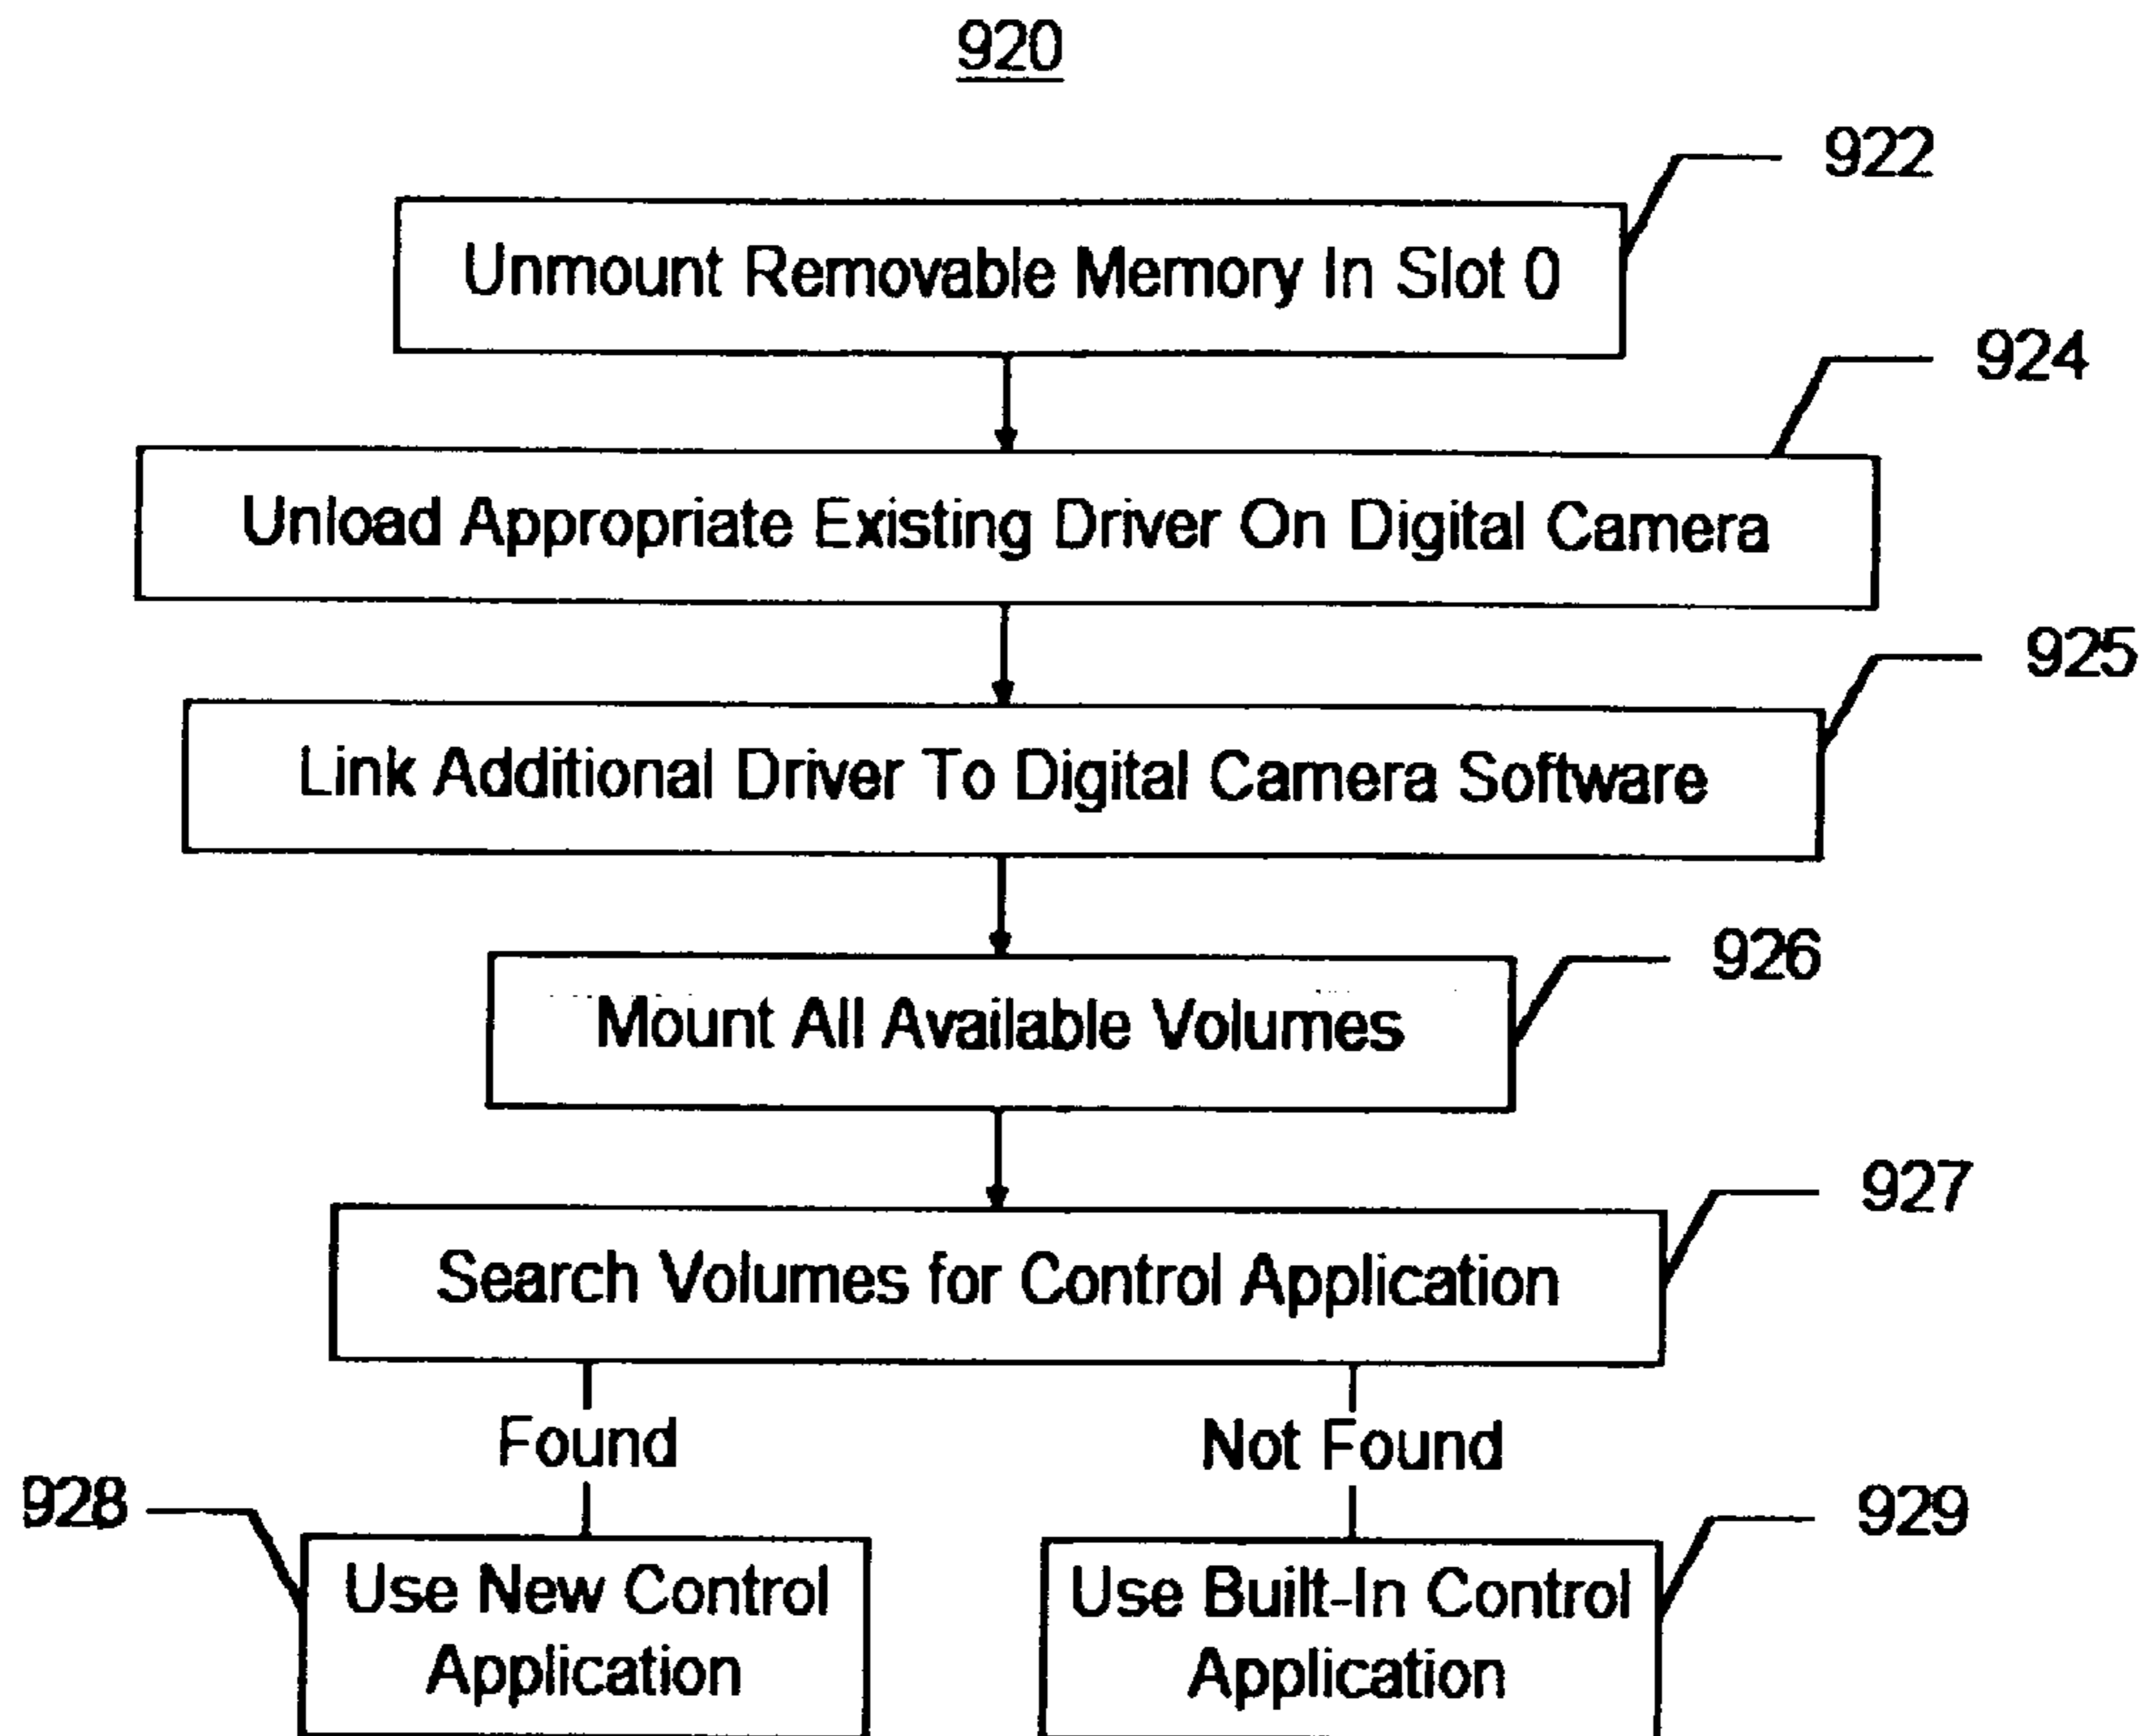 920
922
Unmount Removable Memory In Slot 0
924
Unload Appropriate Existing Driver On Digital Camera
925
Link Additional Driver To Digital Camera Software
926
Mount All Available Volumes
927
Search Volumes for Control Application
Found
Not Found
928
929
Use New Control
Application
Use Built-In Control
Application